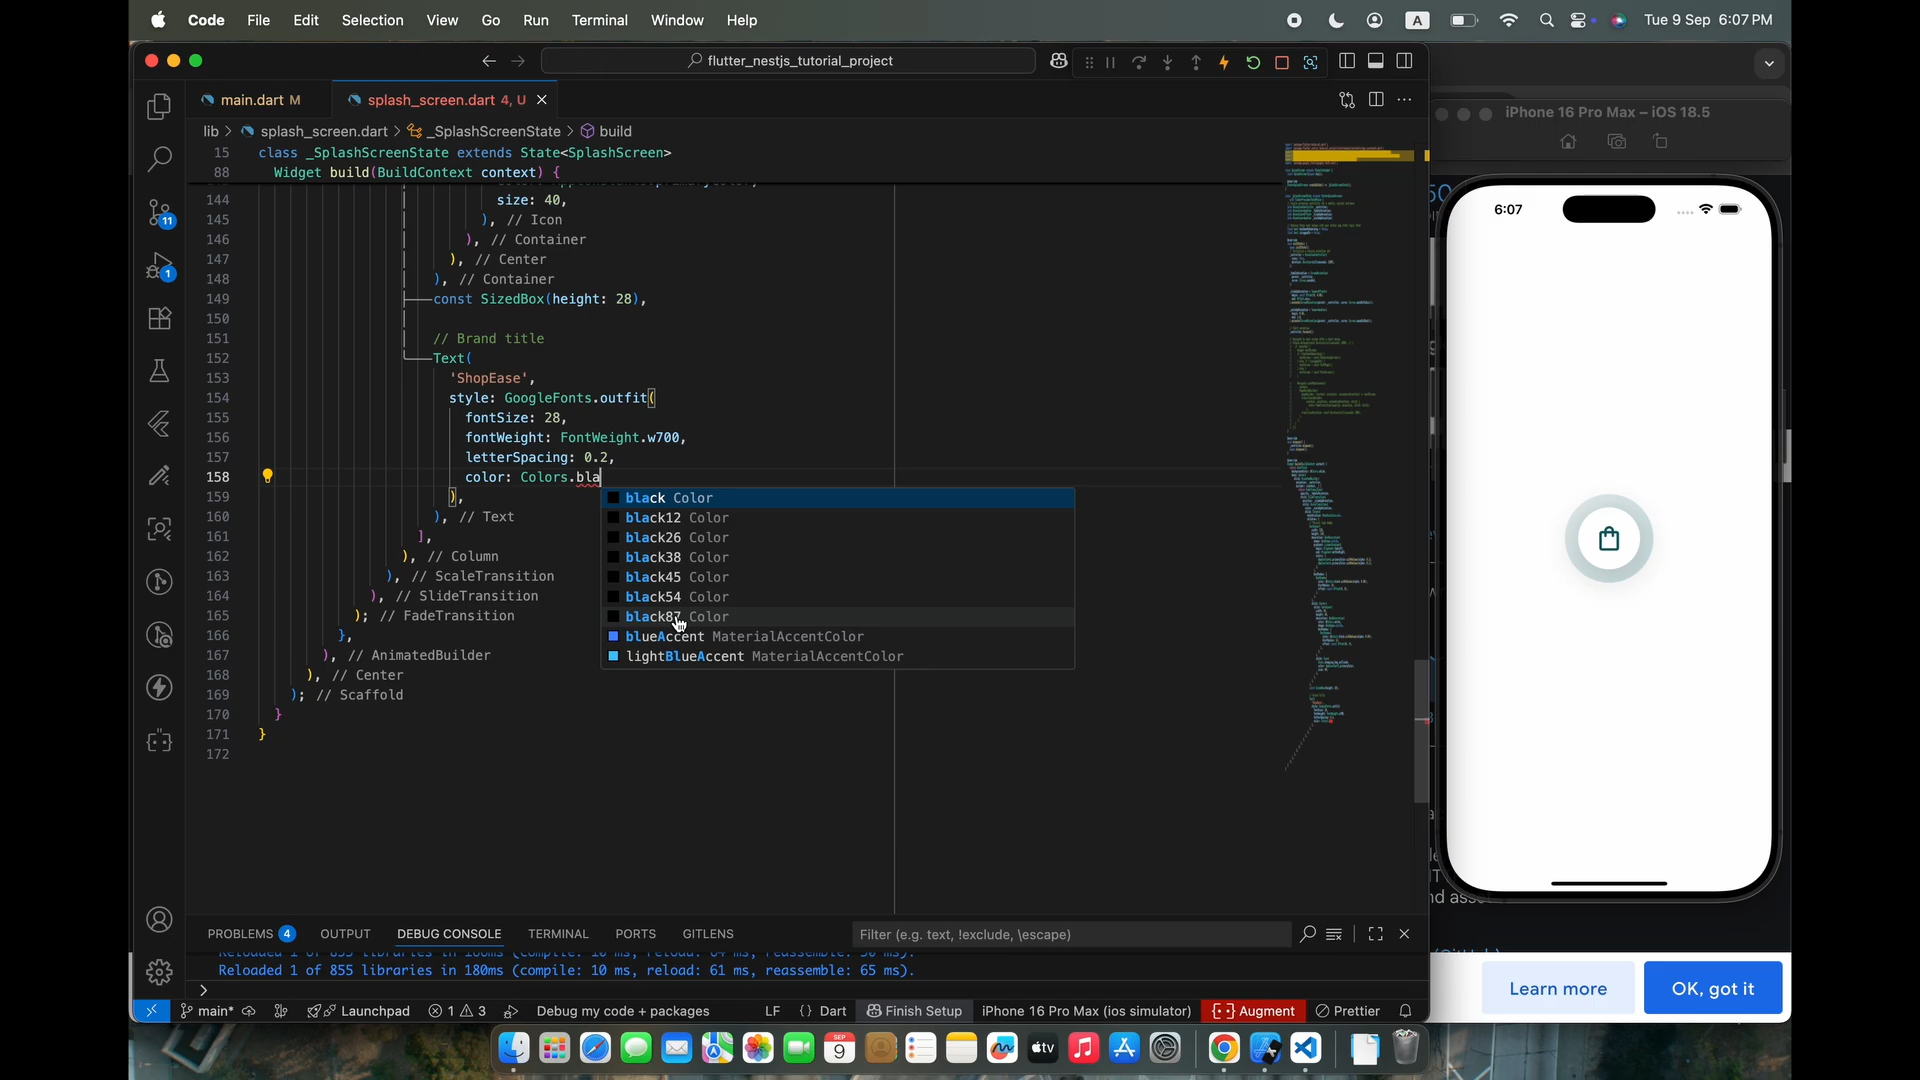 Code File Edit Selection View Go Run Terminal Window Help
A
Tue 9 Sep 6:07 PM
flutter_nestjs_tutorial_project
main.dart M
splash_screen.dart 4, U
lib > splash_screen.dart > _SplashScreenState > build
15 class _SplashScreenState extends State<SplashScreen>
88 Widget build(BuildContext context) {
144 size: 40,
145 ), // Icon
146 ), // Container
147 ), // Center
148 ), // Container
149 const SizedBox(height: 28),
150
151 // Brand title
152 Text(
153 'ShopEase',
154 style: GoogleFonts.outfit(
155 fontSize: 28,
156 fontWeight: FontWeight.w700,
157 letterSpacing: 0.2,
158 color: Colors.bla
159 ),
160 ), // Text
161 ],
162 ), // Column
163 ), // ScaleTransition
164 ), // SlideTransition
165 ); // FadeTransition
166 },
167 ), // AnimatedBuilder
168 ), // Center
169 ); // Scaffold
170 }
171 }
172
black Color
black12 Color
black26 Color
black38 Color
black45 Color
black54 Color
black87 Color
blueAccent MaterialAccentColor
lightBlueAccent MaterialAccentColor
11
1
PROBLEMS 4 OUTPUT DEBUG CONSOLE TERMINAL PORTS GITLENS
Filter (e.g. text, !exclude, \escape)
Reloaded 1 of 855 libraries in 180ms (compile: 10 ms, reload: 61 ms, reassemble: 65 ms).
>
main* Launchpad 1 3 Debug my code + packages LF {} Dart Finish Setup iPhone 16 Pro Max (ios simulator) Augment Prettier
iPhone 16 Pro Max – iOS 18.5
6:07
Learn more
OK, got it
SEP
9
tv